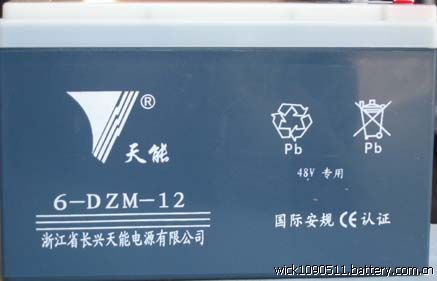 ®
天能
Pb
Pb
48V 专用
6-DZM-12
浙江省长兴天能电源有限公司
国际安规 CE 认证
wick1090511.battery.com.cn